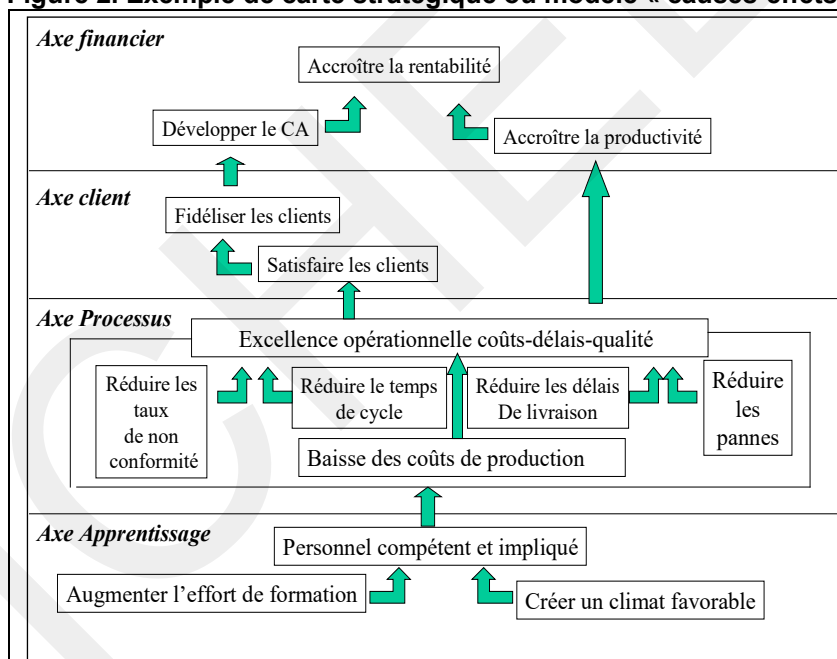 Figure 2. Exemple de carte stratégique ou modèle « causes-effets
Axe financier
Accroître la rentabilité
Développer le CA
Accroître la productivité
Axe client
Fidéliser les clients
Satisfaire les clients
Axe Processus
Excellence opérationnelle coûts-délais-qualité
Réduire les
taux
de non
conformité
Réduire le temps
de cycle
Réduire les délais
De livraison
Réduire
les
pannes
Baisse des coûts de production
Axe Apprentissage
Personnel compétent et impliqué
Augmenter l’effort de formation
Créer un climat favorable